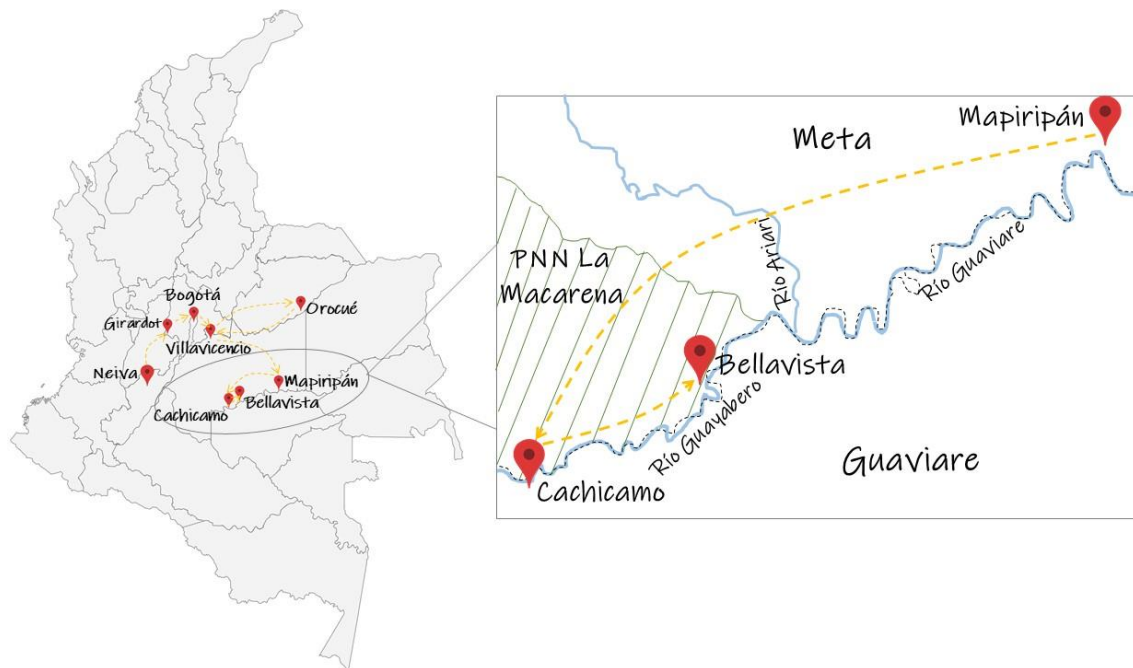 Bogotá
Girardot
Orocué
Villavicencio
Neiva
Mapiripán
Bellavista
Cachicamo
Mapiripán
Meta
Río Ariari
PNN La
Macarena
Río Guaviare
Bellavista
Río Guayabero
Guaviare
Cachicamo